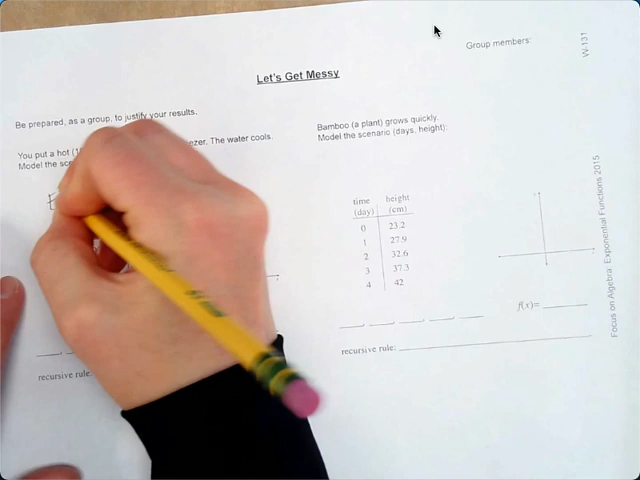 Group members:
W-131
Let's Get Messy
Be prepared, as a group, to justify your results.
You put a hot
ezer. The water cools.
Model the
Bamboo (a plant) grows quickly.
Model the scenario (days, height):
time (day) height (cm)
0 23.2
1 27.9
2 32.6
3 37.3
4 42
f(x)=
recursive rule:
recursive rule:
Focus on Algebra: Exponential Functions 2015